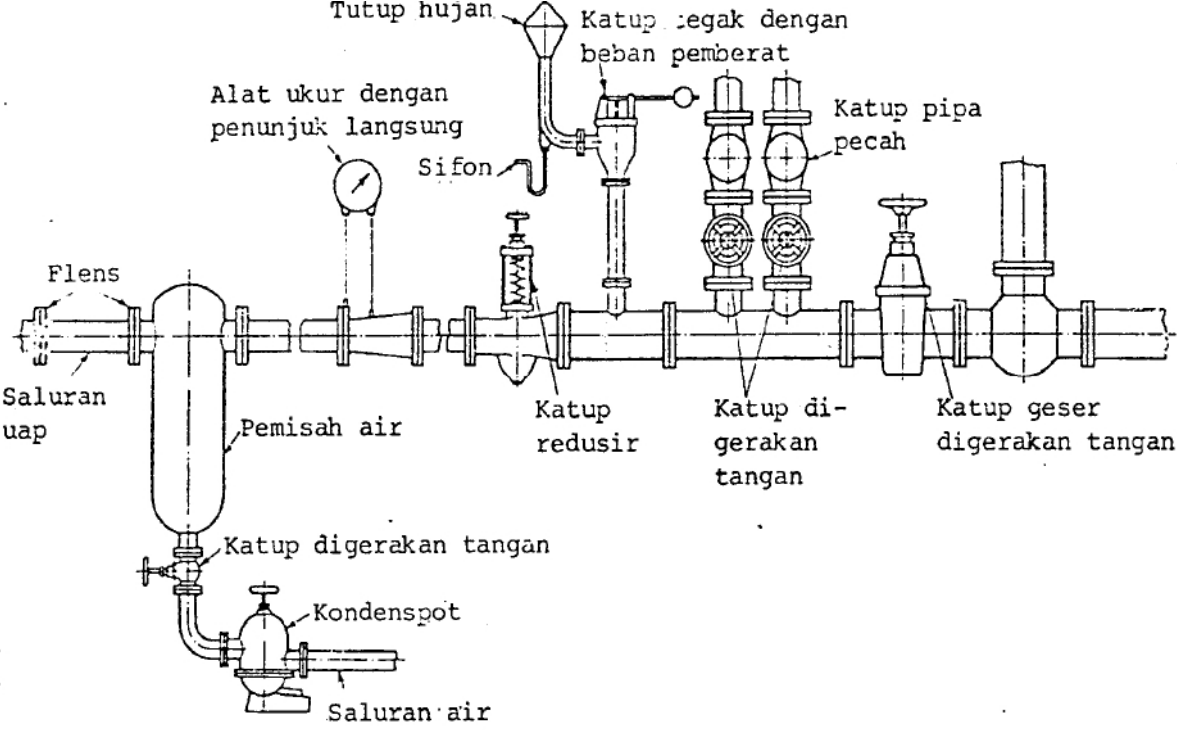 Tutup hujan
Katup tegak dengan
beban pemberat
Alat ukur dengan
penunjuk langsung
Katup pipa
pecah
Sifon
Flens
Saluran
uap
Pemisah air
Katup
redusir
Katup di-
gerakan
tangan
Katup geser
digerakan tangan
Katup digerakan tangan
Kondenspot
Saluran air